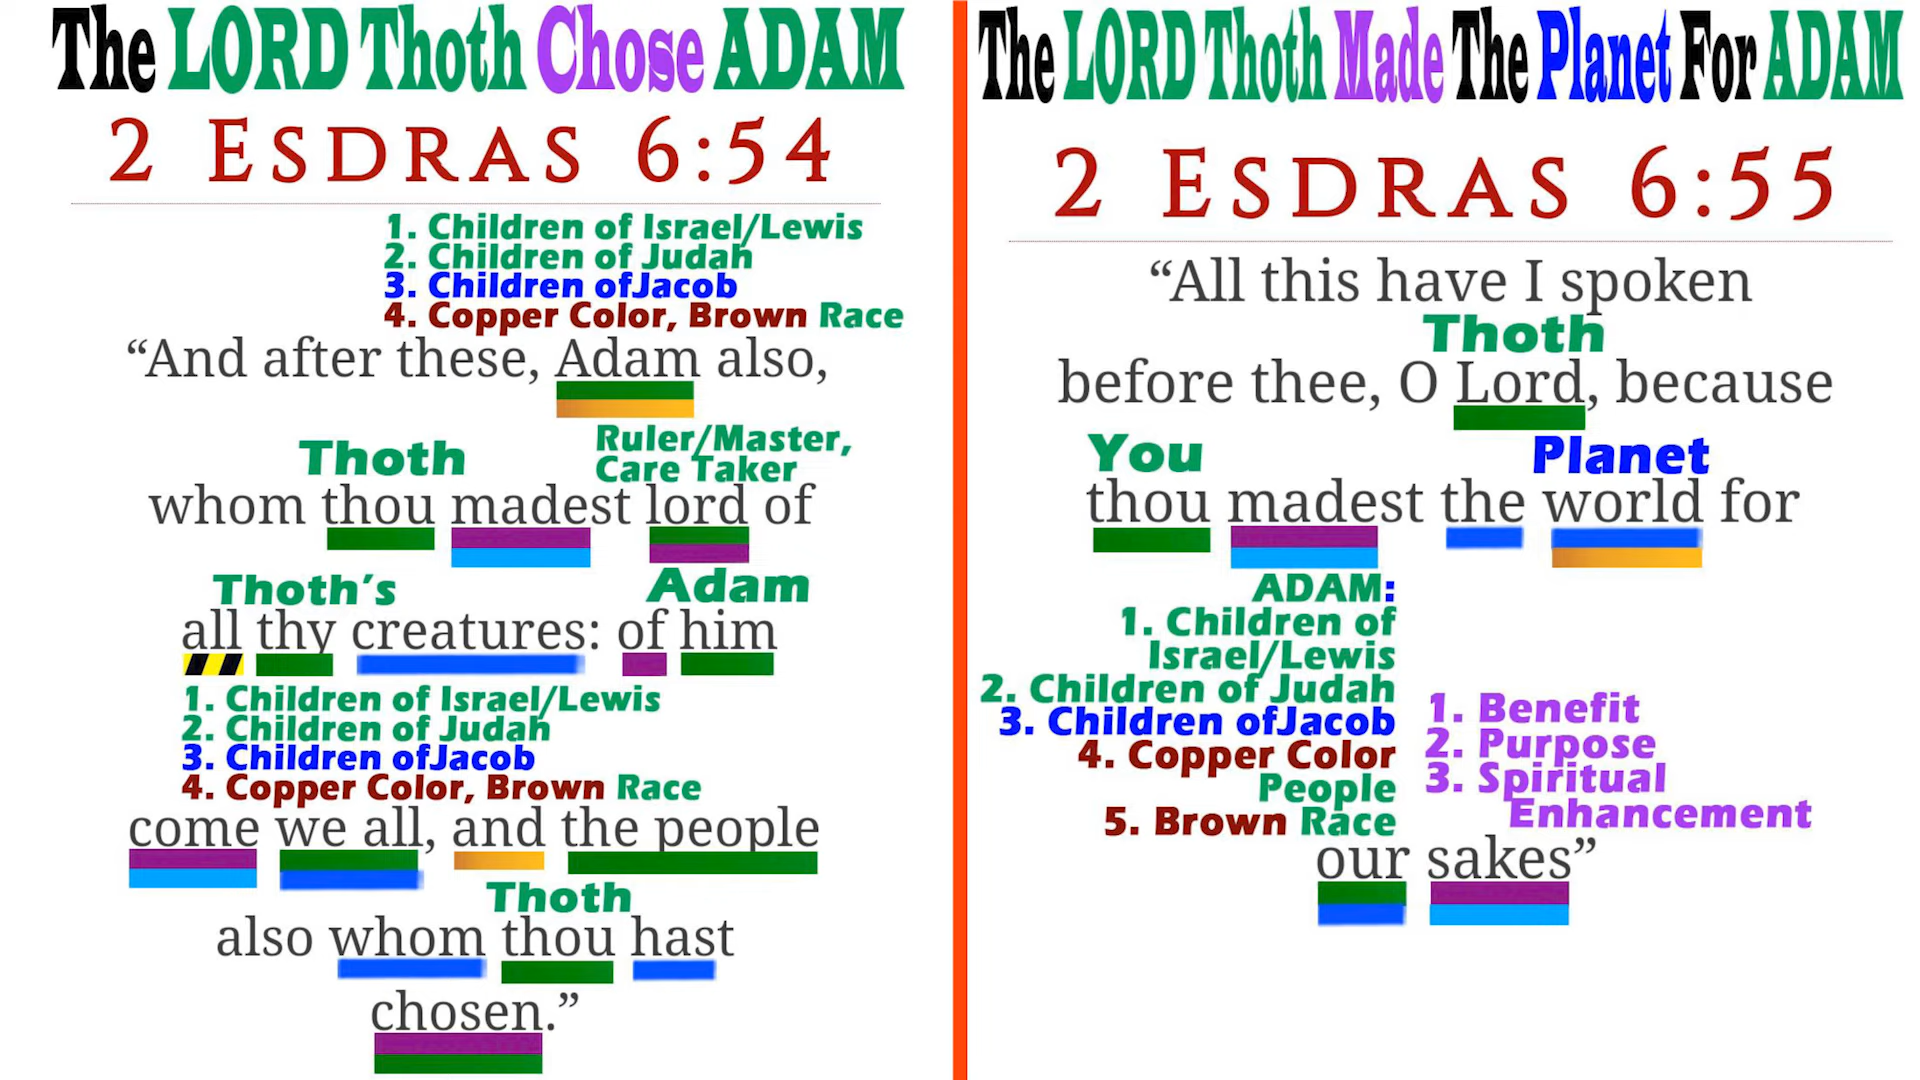 The LORD Thoth Chose ADAM
2 ESDRAS 6:54
1. Children of Israel/Lewis
2. Children of Judah
3. Children ofJacob
4. Copper Color, Brown Race
“And after these, Adam also,
Thoth
Ruler/Master,
Care Taker
whom thou madest lord of
Thoth’s Adam
all thy creatures: of him
1. Children of Israel/Lewis
2. Children of Judah
3. Children ofJacob
4. Copper Color, Brown Race
come we all, and the people
Thoth
also whom thou hast
chosen.”
The LORD Thoth Made The Planet For ADAM
2 ESDRAS 6:55
“All this have I spoken
Thoth
before thee, O Lord, because
You Planet
thou madest the world for
ADAM:
1. Children of
Israel/Lewis
2. Children of Judah
3. Children ofJacob
4. Copper Color
People
5. Brown Race
1. Benefit
2. Purpose
3. Spiritual
Enhancement
our sakes”